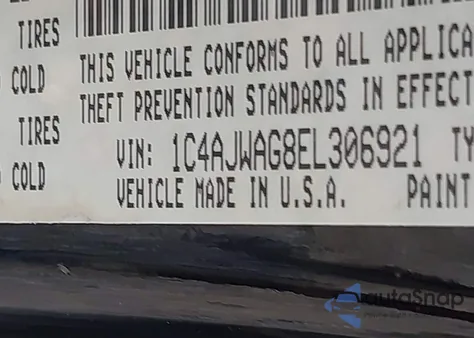 TIRES
COLD
TIRES
COLD
THIS VEHICLE CONFORMS TO ALL APPLICA
THEFT PREVENTION STANDARDS IN EFFECT
VIN: 1C4AJWAG8EL306921 TY
VEHICLE MADE IN U.S.A. PAINT
autoSnap